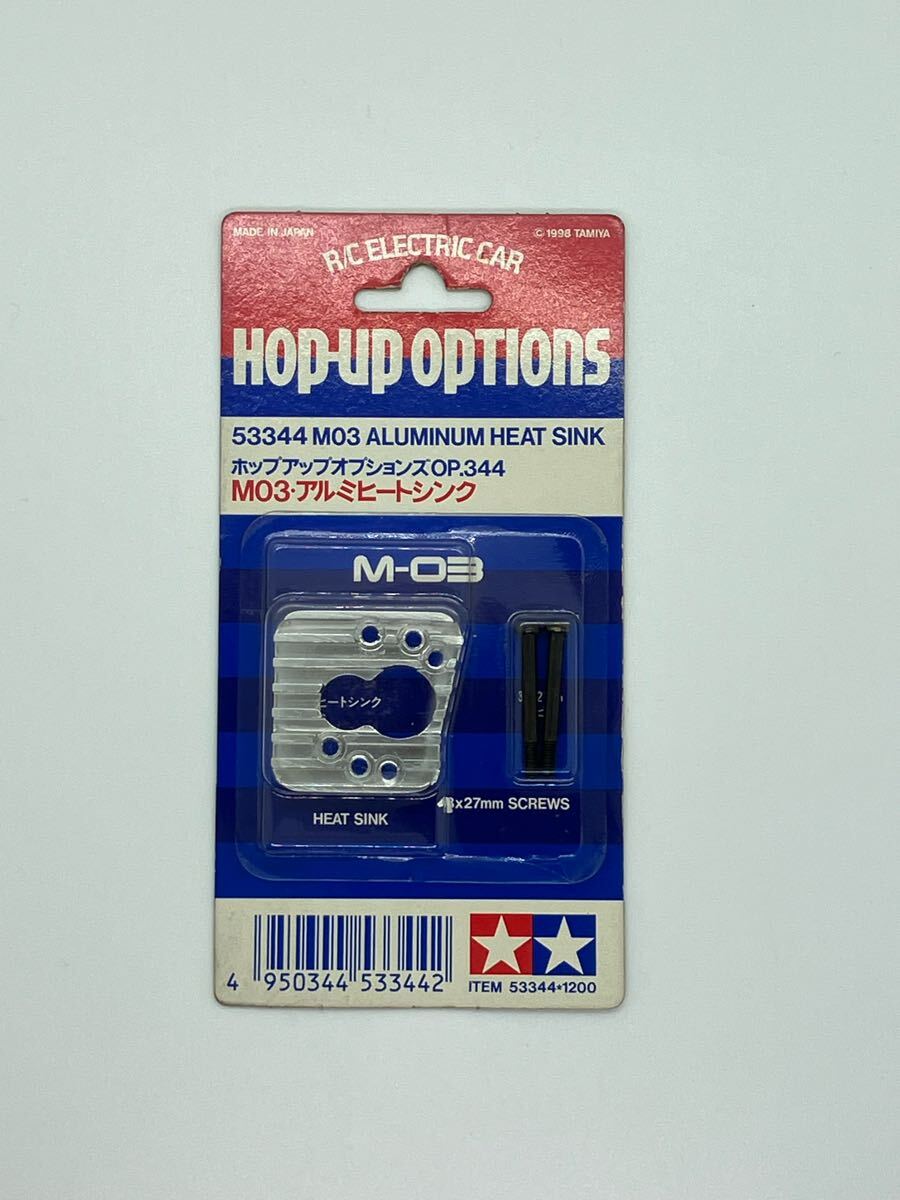 MADE IN JAPAN
© 1998 TAMIYA
R/C ELECTRIC CAR
HOP-UP OPTIONS
53344 M03 ALUMINUM HEAT SINK
ホップアップオプションズOP.344
M03・アルミヒートシンク
M-03
ヒートシンク
HEAT SINK
x27mm SCREWS
4 950344 533442
ITEM 53344*1200